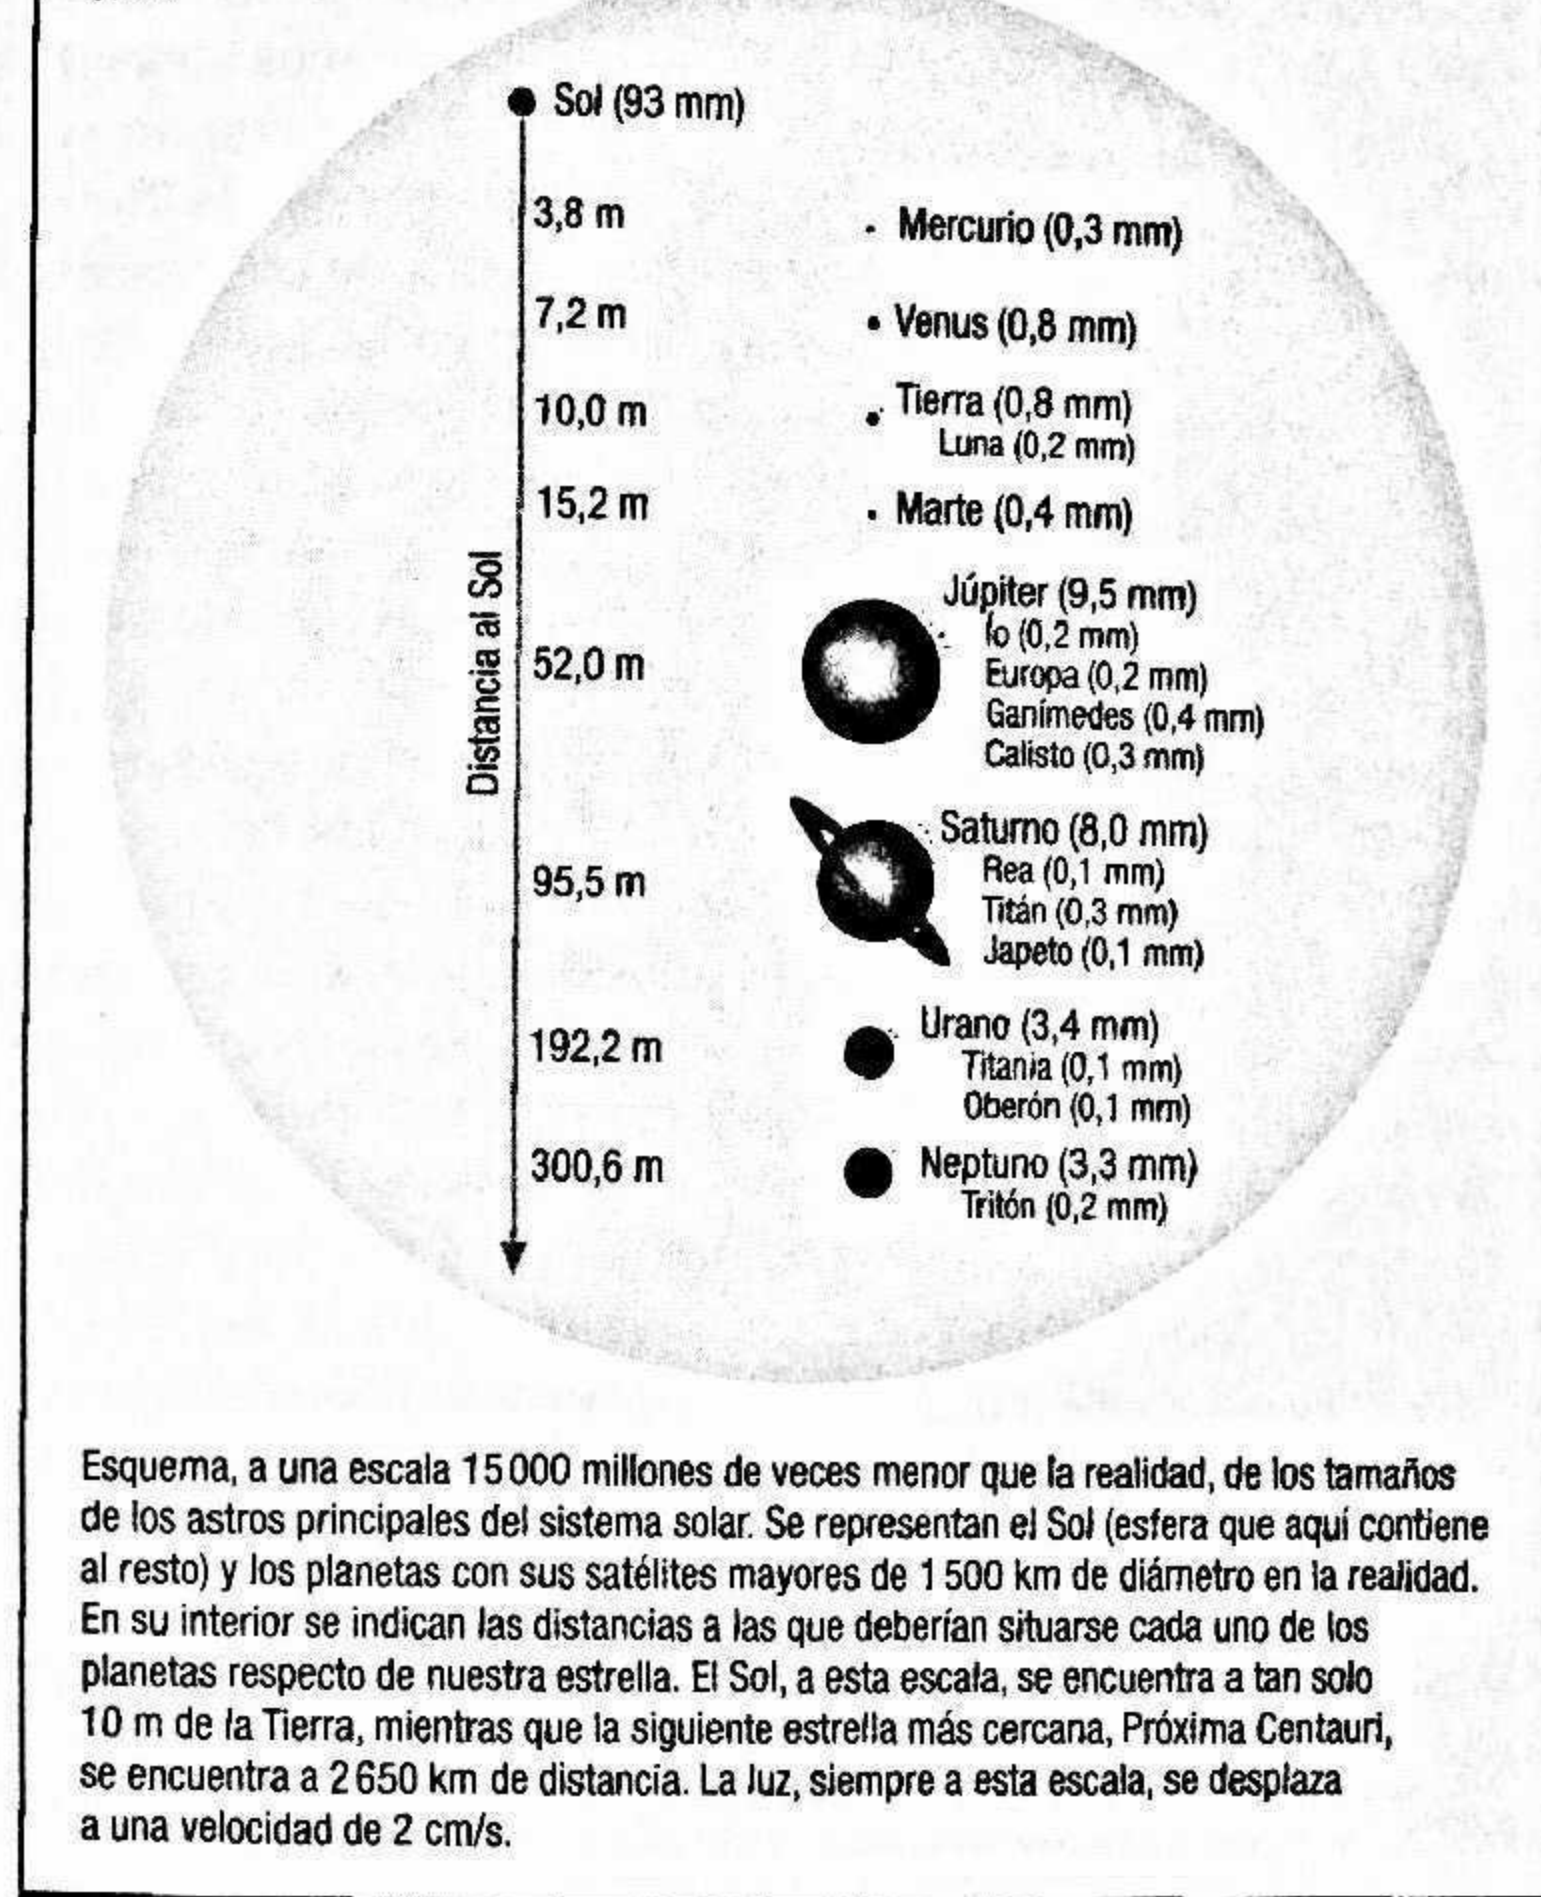 Sol (93 mm)
3,8 m
Mercurio (0,3 mm)
7,2 m
Venus (0,8 mm)
10,0 m
Tierra (0,8 mm)
Luna (0,2 mm)
15,2 m
Marte (0,4 mm)
Distancia al Sol
52,0 m
Júpiter (9,5 mm)
Ío (0,2 mm)
Europa (0,2 mm)
Ganímedes (0,4 mm)
Calisto (0,3 mm)
95,5 m
Saturno (8,0 mm)
Rea (0,1 mm)
Titán (0,3 mm)
Japeto (0,1 mm)
192,2 m
Urano (3,4 mm)
Titania (0,1 mm)
Oberón (0,1 mm)
300,6 m
Neptuno (3,3 mm)
Tritón (0,2 mm)
Esquema, a una escala 15 000 millones de veces menor que la realidad, de los tamaños
de los astros principales del sistema solar. Se representan el Sol (esfera que aquí contiene
al resto) y los planetas con sus satélites mayores de 1 500 km de diámetro en la realidad.
En su interior se indican las distancias a las que deberían situarse cada uno de los
planetas respecto de nuestra estrella. El Sol, a esta escala, se encuentra a tan solo
10 m de la Tierra, mientras que la siguiente estrella más cercana, Próxima Centauri,
se encuentra a 2 650 km de distancia. La luz, siempre a esta escala, se desplaza
a una velocidad de 2 cm/s.